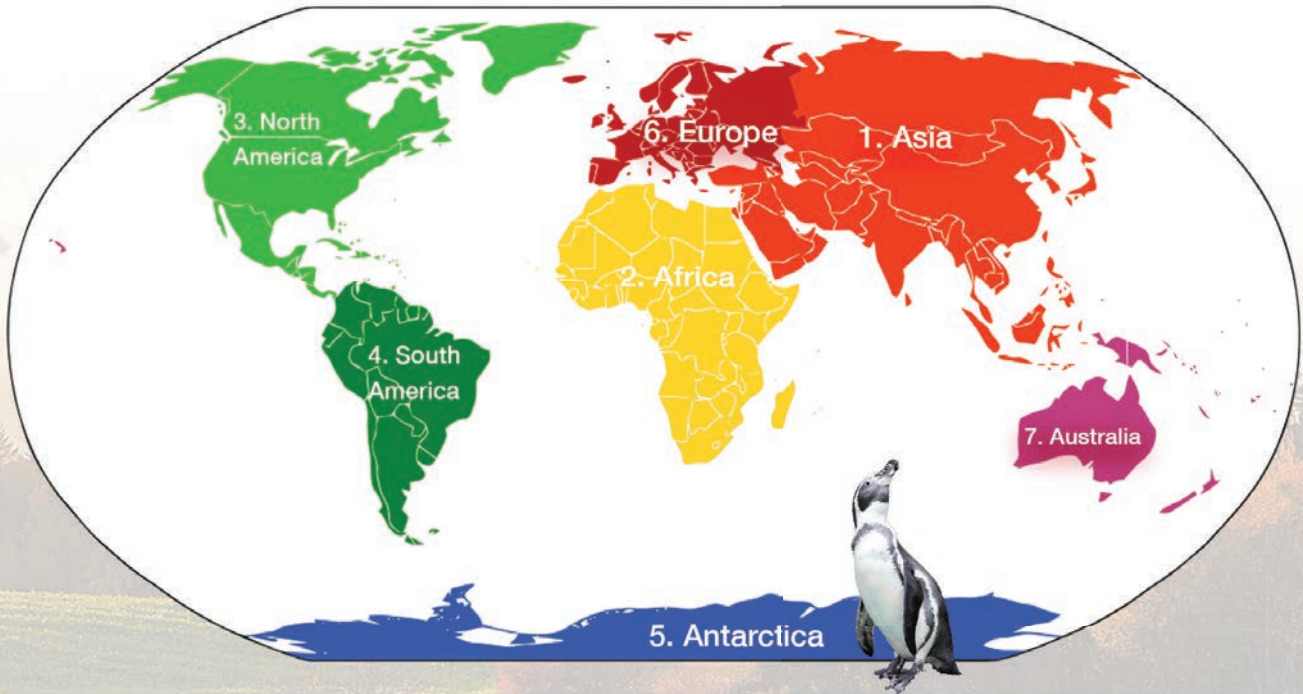 3. North
America
6. Europe
1. Asia
2. Africa
4. South
America
7. Australia
5. Antarctica